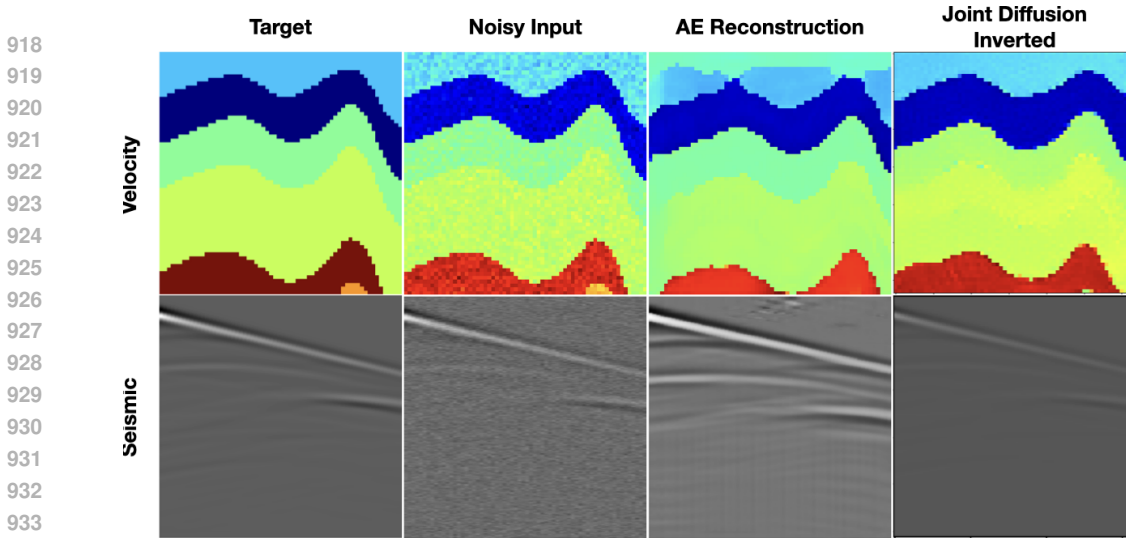 Target
Noisy Input
AE Reconstruction
Joint Diffusion
Inverted
918
919
920
921
922
923
924
925
926
927
928
929
930
931
932
933
Velocity
Seismic